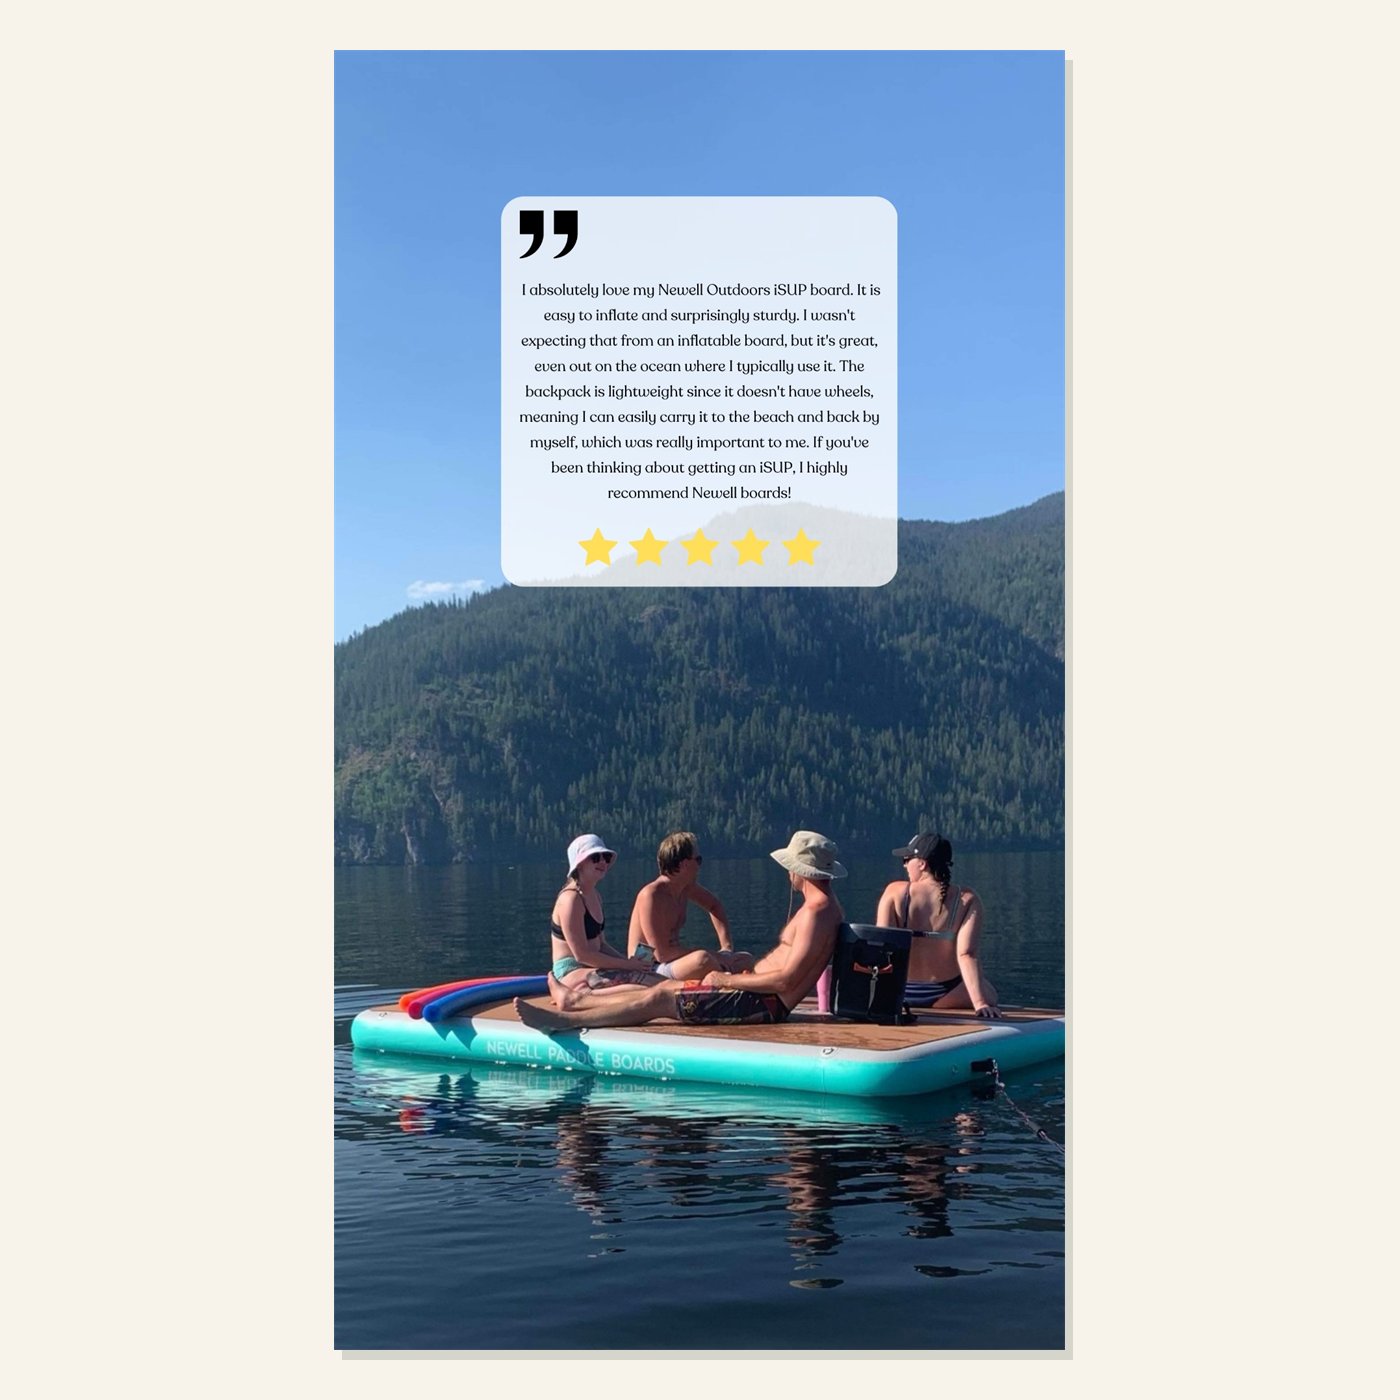 ”
I absolutely love my Newell Outdoors iSUP board. It is
easy to inflate and surprisingly sturdy. I wasn't
expecting that from an inflatable board, but it's great,
even out on the ocean where I typically use it. The
backpack is lightweight since it doesn't have wheels,
meaning I can easily carry it to the beach and back by
myself, which was really important to me. If you've
been thinking about getting an iSUP, I highly
recommend Newell boards!
NEWELL PADDLE BOARDS